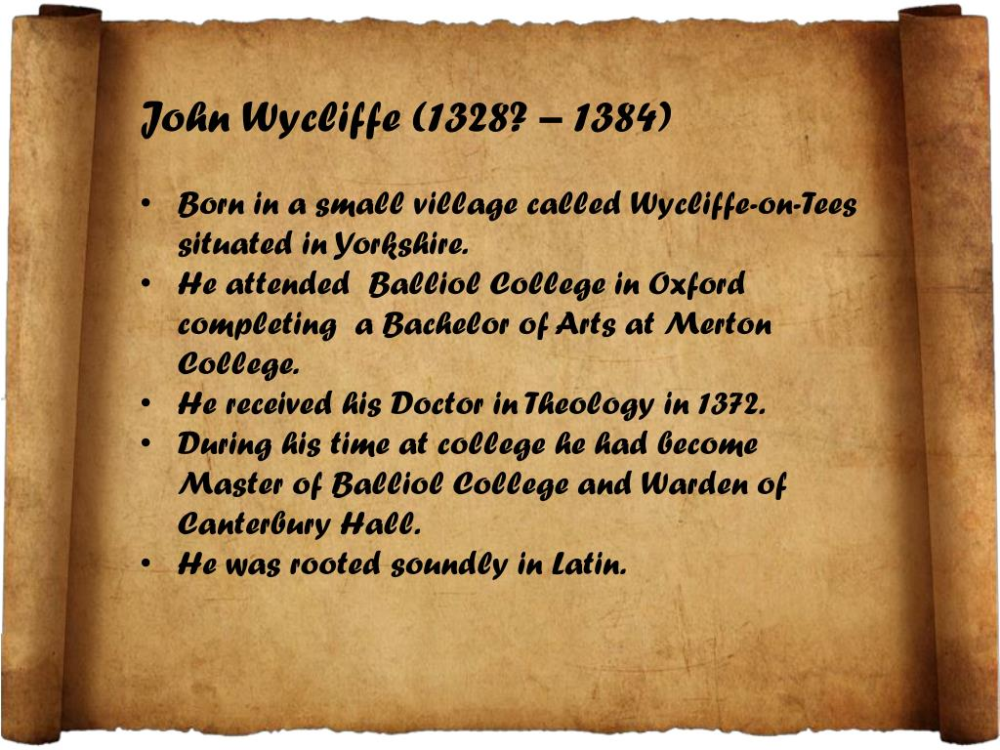 John Wycliffe (1328? – 1384)
• Born in a small village called Wycliffe-on-Tees
situated in Yorkshire.
• He attended  Balliol College in Oxford
completing  a Bachelor of Arts at Merton
College.
• He received his Doctor in Theology in 1372.
• During his time at college he had become
Master of Balliol College and Warden of
Canterbury Hall.
• He was rooted soundly in Latin.